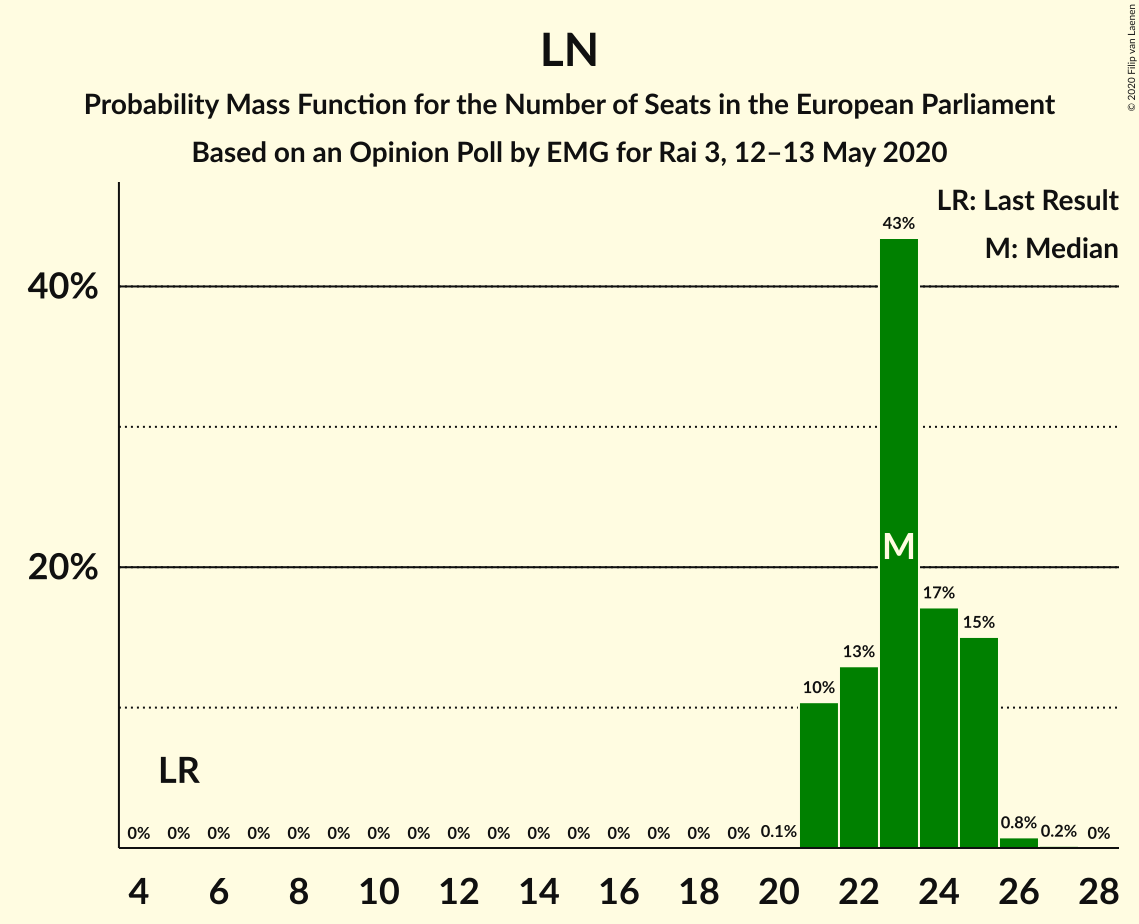 LN
Probability Mass Function for the Number of Seats in the European Parliament
Based on an Opinion Poll by EMG for Rai 3, 12–13 May 2020
© 2020 Filip van Laenen
LR: Last Result
M: Median
43%
40%
M
20%
17%
15%
13%
10%
LR
0% 0% 0% 0% 0% 0% 0% 0% 0% 0% 0% 0% 0% 0% 0% 0% 0.1% 0.8% 0.2% 0%
4 6 8 10 12 14 16 18 20 22 24 26 28